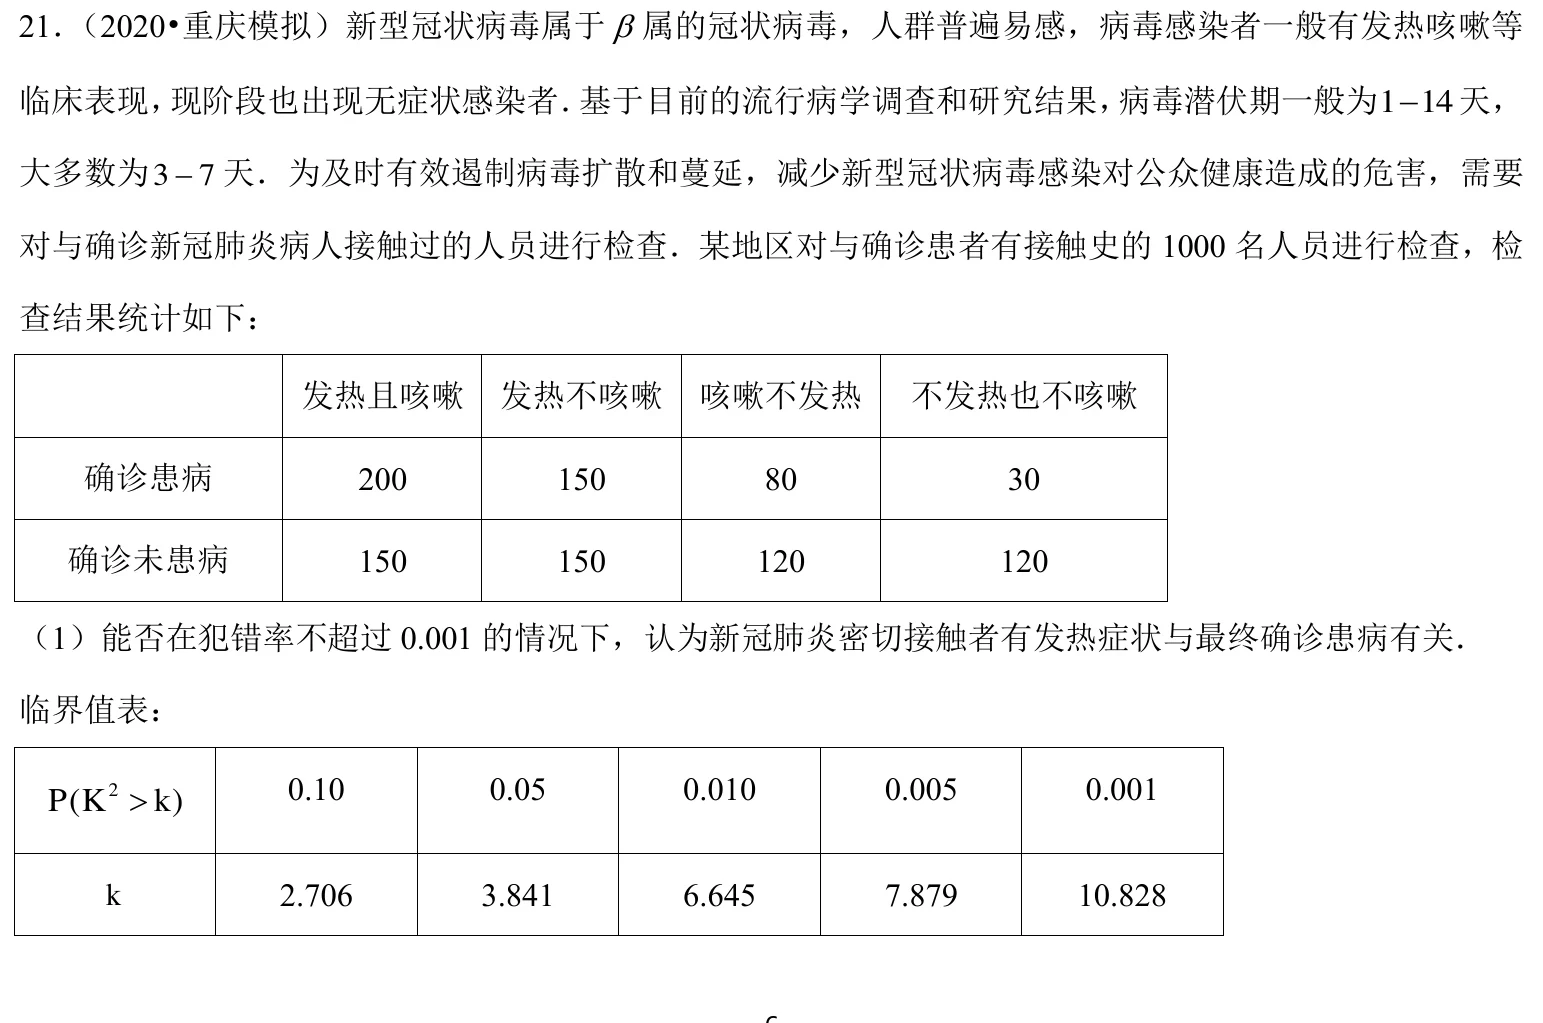 21.（2020•重庆模拟）新型冠状病毒属于β属的冠状病毒，人群普遍易感，病毒感染者一般有发热咳嗽等
临床表现，现阶段也出现无症状感染者．基于目前的流行病学调查和研究结果，病毒潜伏期一般为1−14天，
大多数为3−7天．为及时有效遏制病毒扩散和蔓延，减少新型冠状病毒感染对公众健康造成的危害，需要
对与确诊新冠肺炎病人接触过的人员进行检查．某地区对与确诊患者有接触史的1000名人员进行检查，检
查结果统计如下：
发热且咳嗽 发热不咳嗽 咳嗽不发热 不发热也不咳嗽
确诊患病 200 150 80 30
确诊未患病 150 150 120 120
（1）能否在犯错率不超过0.001的情况下，认为新冠肺炎密切接触者有发热症状与最终确诊患病有关．
临界值表：
P(K²>k) 0.10 0.05 0.010 0.005 0.001
k 2.706 3.841 6.645 7.879 10.828